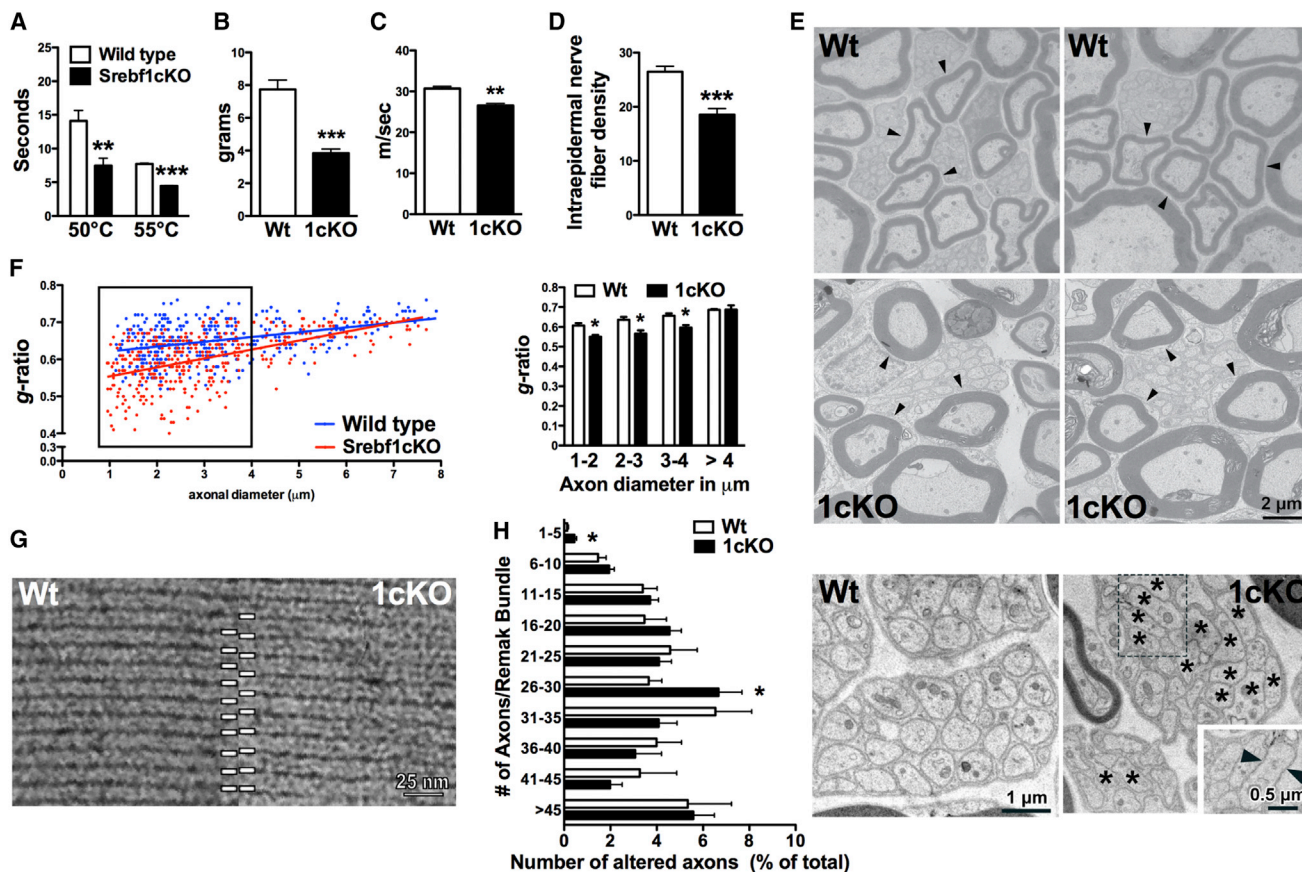 A
Wild type
Srebf1cKO
Seconds
25
20
15
10
5
0
**
***
50°C
55°C
B
grams
10
8
6
4
2
0
***
Wt 1cKO
C
m/sec
40
30
20
10
0
**
Wt 1cKO
D
Intraepidermal nerve
fiber density
30
20
10
0
***
Wt 1cKO
E
Wt
Wt
1cKO
1cKO
2 µm
F
g-ratio
0.8
0.7
0.6
0.5
0.4
0.3
0.0
Wild type
Srebf1cKO
0 1 2 3 4 5 6 7 8
axonal diameter (µm)
Wt 1cKO
g-ratio
0.8
0.7
0.6
0.5
0.4
0.3
0.2
0.1
0
* * *
1-2 2-3 3-4 > 4
Axon diameter in µm
G
Wt
1cKO
25 nm
H
Wt
1cKO
# of Axons/Remak Bundle
1-5
*
6-10
11-15
16-20
21-25
26-30
*
31-35
36-40
41-45
>45
0 2 4 6 8 10
Number of altered axons (% of total)
Wt
1 µm
1cKO
* * * * * * * * * * * * *
* *
0.5 µm